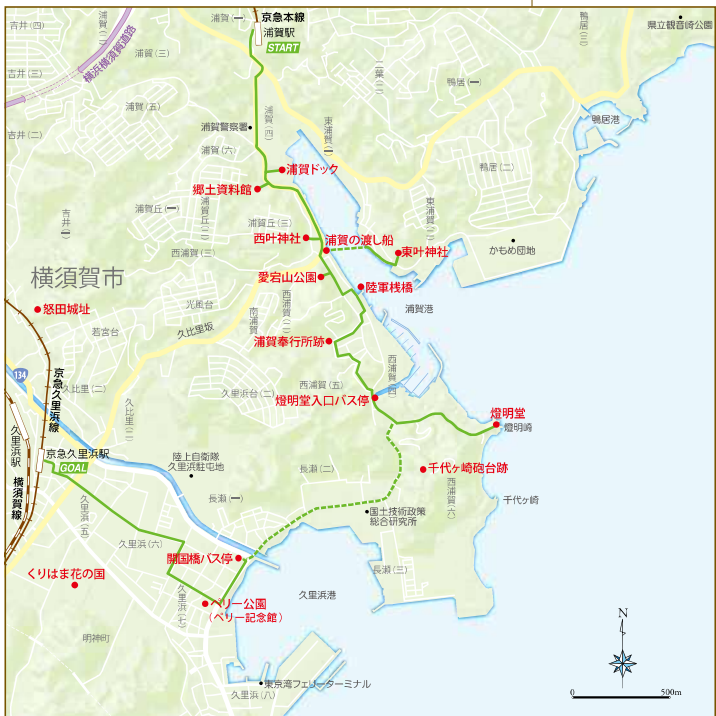 吉井(四)
浦賀(二)
浦賀(一)
京急本線
浦賀駅
START
鴨居(三)
県立観音崎公園
横浜横須賀道路
浦賀(三)
吉井(三)
二葉(二)
鴨居(一)
浦賀(五)
浦賀(四)
東浦賀(一)
鴨居港
吉井(二)
浦賀警察署
浦賀(六)
浦賀ドック
鴨居(二)
郷土資料館
吉井(一)
浦賀丘(一)
浦賀丘(二)
浦賀丘(三)
東浦賀(二)
西叶神社
浦賀の渡し船
東叶神社
かもめ団地
西浦賀(三)
横須賀市
愛宕山公園
陸軍桟橋
怒田城址
光風台
南浦賀
西浦賀(二)
浦賀港
若宮台
久比里坂
浦賀奉行所跡
134
京急久里浜線
久比里(二)
久里浜台(二)
西浦賀(五)
西浦賀(四)
燈明堂入口バス停
久比里(一)
燈明堂
燈明崎
久里浜駅
横須賀線
京急久里浜駅
GOAL
陸上自衛隊
久里浜駐屯地
長瀬(二)
千代ヶ崎砲台跡
西浦賀(六)
千代ヶ崎
久里浜(五)
長瀬(一)
国土技術政策
総合研究所
久里浜(六)
開国橋バス停
長瀬(三)
くりはま花の国
久里浜(七)
ペリー公園
(ペリー記念館)
久里浜港
N
明神町
東京湾フェリーターミナル
久里浜(八)
0 500m